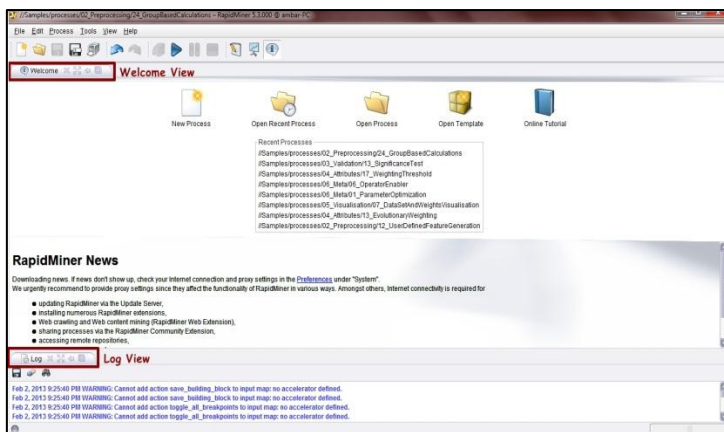 //Samples/processes/02_Preprocessing/24_GroupBasedCalculations – RapidMiner 5.3.000 @ ambar-PC
File Edit Process Tools View Help
Welcome Welcome View
New Process Open Recent Process Open Process Open Template Online Tutorial
Recent Processes
//Samples/processes/02_Preprocessing/24_GroupBasedCalculations
//Samples/processes/03_Validation/13_SignificanceTest
//Samples/processes/04_Attributes/17_WeightingThreshold
//Samples/processes/06_Meta/06_OperatorEnabler
//Samples/processes/06_Meta/01_ParameterOptimization
//Samples/processes/05_Visualisation/07_DataSetAndWeightsVisualisation
//Samples/processes/04_Attributes/13_EvolutionaryWeighting
//Samples/processes/02_Preprocessing/12_UserDefinedFeatureGeneration
RapidMiner News
Downloading news. If news don't show up, check your Internet connection and proxy settings in the Preferences under "System".
We urgently recommend to provide proxy settings since they affect the functionality of RapidMiner in various ways. Amongst others, Internet connectivity is required for
updating RapidMiner via the Update Server,
installing numerous RapidMiner extensions,
Web crawling and Web content mining (RapidMiner Web Extension),
sharing processes via the RapidMiner Community Extension,
accessing remote repositories,
Log Log View
Feb 2, 2013 9:25:40 PM WARNING: Cannot add action save_building_block to input map: no accelerator defined.
Feb 2, 2013 9:25:40 PM WARNING: Cannot add action save_building_block to input map: no accelerator defined.
Feb 2, 2013 9:25:40 PM WARNING: Cannot add action toggle_all_breakpoints to input map: no accelerator defined.
Feb 2, 2013 9:25:40 PM WARNING: Cannot add action toggle_all_breakpoints to input map: no accelerator defined.